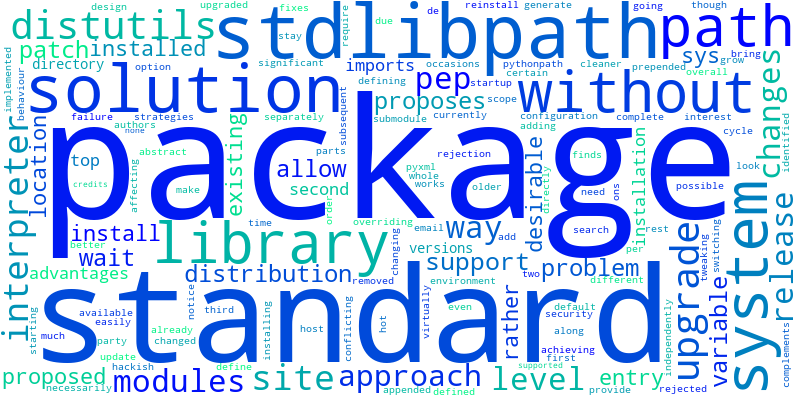 design upgraded fixes de reinstall generate going though
distutils stdlibpath path
implemented behaviour patch installed stay require due occasions cleaner prepended bring
directory significant imports pep sys overall grow
option defining pythonpath startup certain
solution proposes without changes
failure strategies separately subsequent scope configuration complete interest tweaking
interpreter location authors submodule currently adding cycle identified
none parts rejection finds
top abstract existing package desirable installation look
affecting allow whole pyxml older directly need ons possible
credits make second works
order overriding search
install time email add way rest release
better library versions two per switching
wait changing removed environment even different
advantages distribution support problem upgrade variable system
available notice third host conflicting hot virtually default security independently
easily along
starting much already changed installing standard rather achieving first
party update hackish define supported complements
proposed modules site approach level entry
necessarily appended defined provide rejected